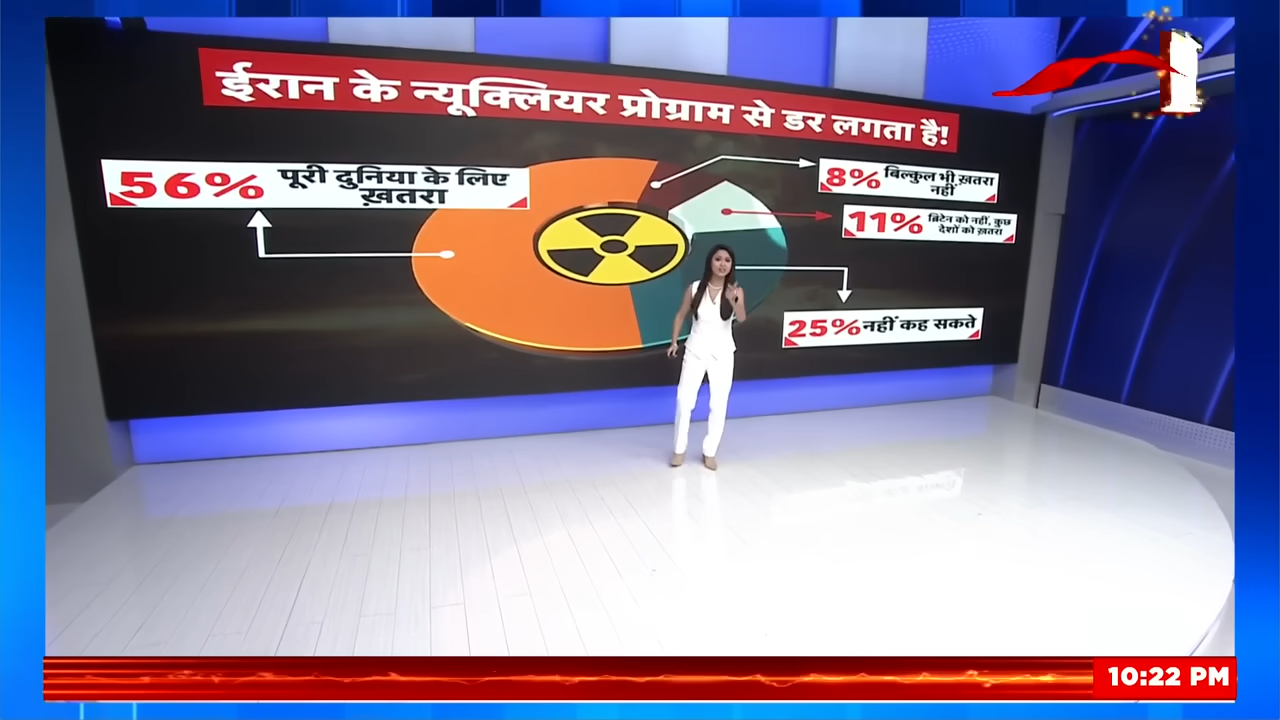 ईरान के न्यूक्लियर प्रोग्राम से डर लगता है!
56% पूरी दुनिया के लिए
ख़तरा
8% बिल्कुल भी ख़तरा
नहीं
11% ब्रिटेन को नहीं, कुछ
देशों को ख़तरा
25% नहीं कह सकते
1
10:22 PM